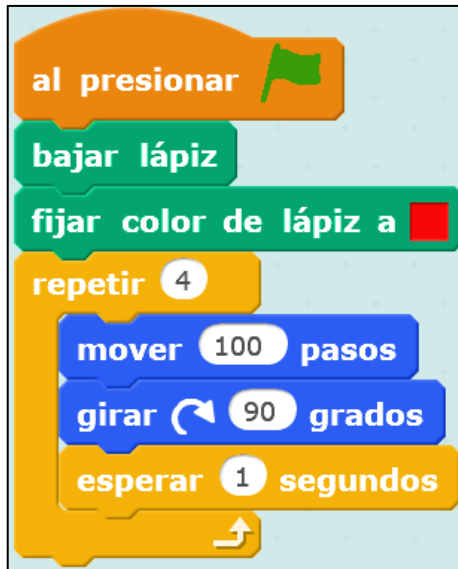 al presionar
bajar lápiz
fijar color de lápiz a
repetir 4
mover 100 pasos
girar 90 grados
esperar 1 segundos